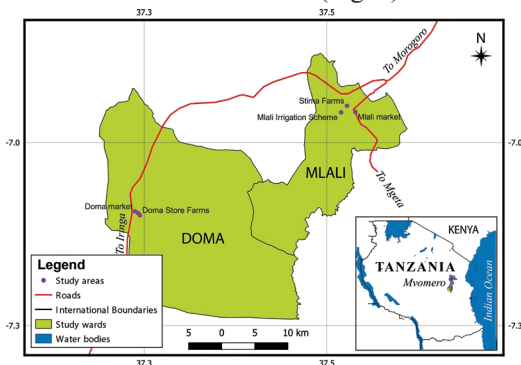 37.3
37.5
To Morogoro
N
Stima Farms
Mlali Irrigation Scheme
Mlali market
-7.0
-7.0
MLALI
To Mgeta
Doma market
Doma Store Farms
To Iringa
DOMA
KENYA
TANZANIA
Mvomero
Indian Ocean
Legend
Study areas
Roads
International Boundaries
Study wards
Water bodies
-7.3
-7.3
5 0 5 10 km
37.3
37.5